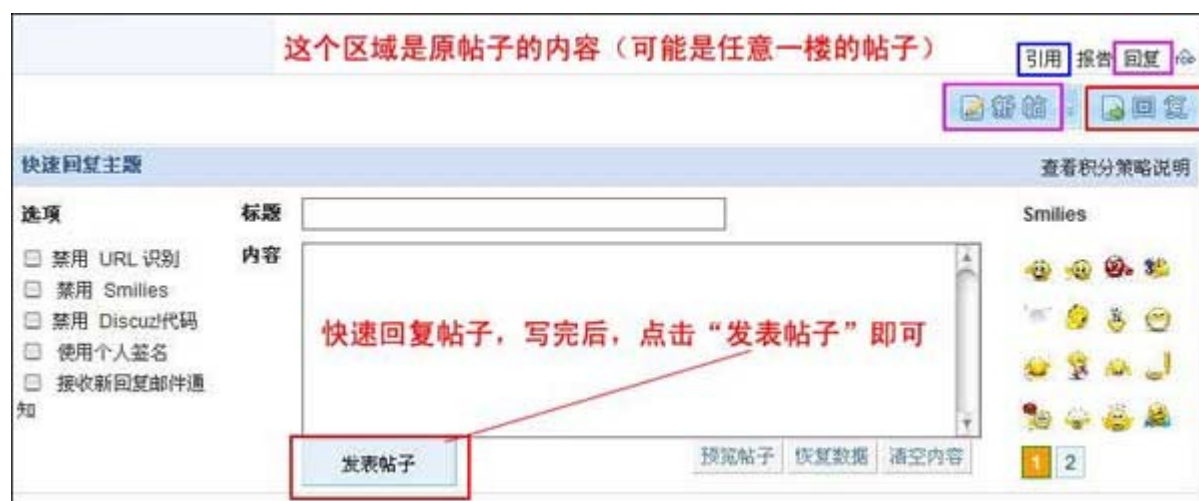 这个区域是原帖子的内容（可能是任意一楼的帖子）
引用 报告 回复 TOP
新帖 回复
快速回复主题 查看积分策略说明
选项 标题 Smilies
禁用 URL 识别 内容
禁用 Smilies
禁用 Discuz!代码
使用个人签名
接收新回复邮件通
知
快速回复帖子，写完后，点击“发表帖子”即可
发表帖子 预览帖子 恢复数据 清空内容
1 2